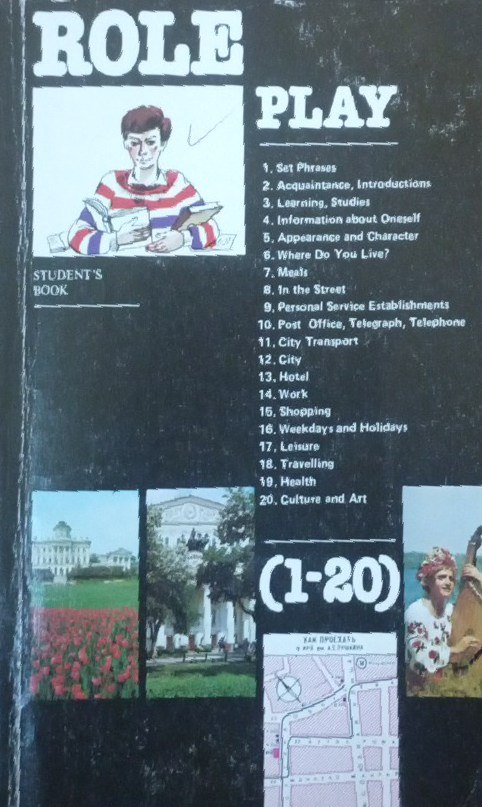 ROLE
PLAY
1. Set Phrases
2. Acquaintance, Introductions
3. Learning, Studies
4. Information about Oneself
5. Appearance and Character
6. Where Do You Live?
7. Meals
8. In the Street
9. Personal Service Establishments
10. Post Office, Telegraph, Telephone
11. City Transport
12. City
13. Hotel
14. Work
15. Shopping
16. Weekdays and Holidays
17. Leisure
18. Travelling
19. Health
20. Culture and Art
STUDENT'S
BOOK
(1-20)
КАК ПРОЕХАТЬ
В ИРЯ им. А.С. ПУШКИНА